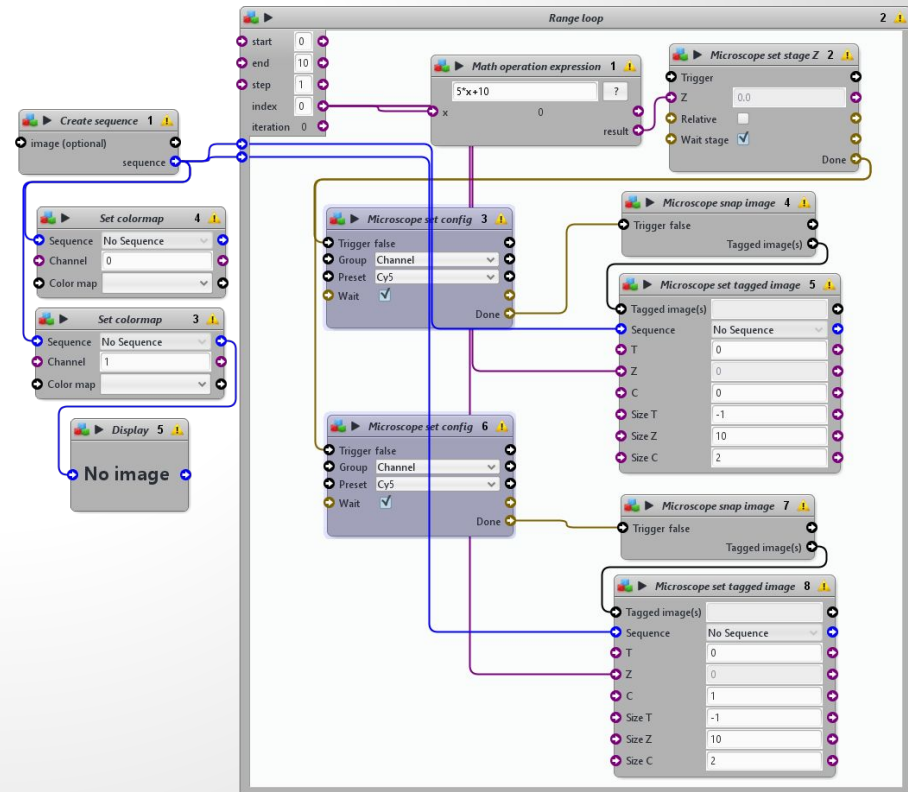 Range loop 2
start 0
end 10
step 1
index 0
iteration 0
Math operation expression 1
5*x+10 ?
x 0
result
Microscope set stage Z 2
Trigger
Z 0.0
Relative
Wait stage
Done
Create sequence 1
image (optional)
sequence
Set colormap 4
Sequence No Sequence
Channel 0
Color map
Set colormap 3
Sequence No Sequence
Channel 1
Color map
Display 5
No image
Microscope set config 3
Trigger false
Group Channel
Preset Cy5
Wait
Done
Microscope snap image 4
Trigger false
Tagged image(s)
Microscope set tagged image 5
Tagged image(s)
Sequence No Sequence
T 0
Z 0
C 0
Size T -1
Size Z 10
Size C 2
Microscope set config 6
Trigger false
Group Channel
Preset Cy5
Wait
Done
Microscope snap image 7
Trigger false
Tagged image(s)
Microscope set tagged image 8
Tagged image(s)
Sequence No Sequence
T 0
Z 0
C 1
Size T -1
Size Z 10
Size C 2